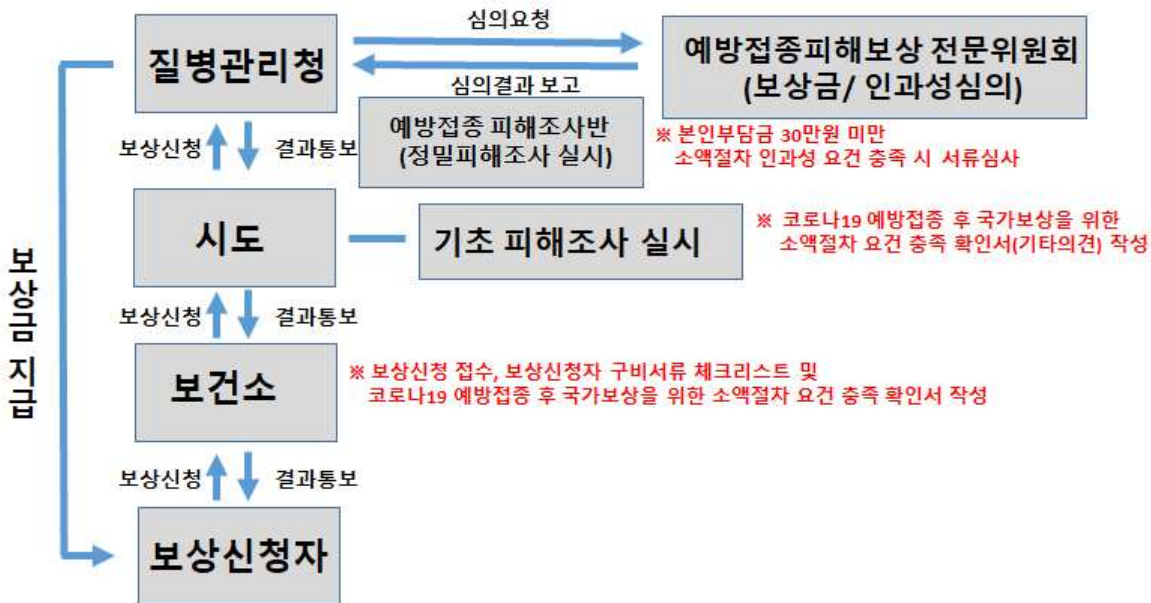 심의요청
질병관리청
예방접종피해보상 전문위원회
(보상금/ 인과성심의)
심의결과 보고
예방접종 피해조사반
(정밀피해조사 실시)
※ 본인부담금 30만원 미만
소액절차 인과성 요건 충족 시 서류심사
보상신청
결과통보
시도
기초 피해조사 실시
※ 코로나19 예방접종 후 국가보상을 위한
소액절차 요건 충족 확인서(기타의견) 작성
보상금 지급
보상신청
결과통보
보건소
※ 보상신청 접수, 보상신청자 구비서류 체크리스트 및
코로나19 예방접종 후 국가보상을 위한 소액절차 요건 충족 확인서 작성
보상신청
결과통보
보상신청자